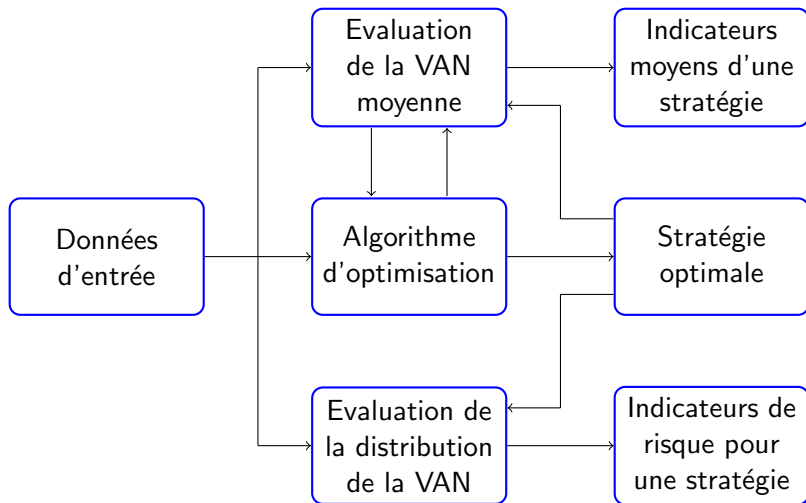 Evaluation
de la VAN
moyenne
Indicateurs
moyens d'une
stratégie
Données
d'entrée
Algorithme
d'optimisation
Stratégie
optimale
Evaluation de
la distribution
de la VAN
Indicateurs de
risque pour
une stratégie